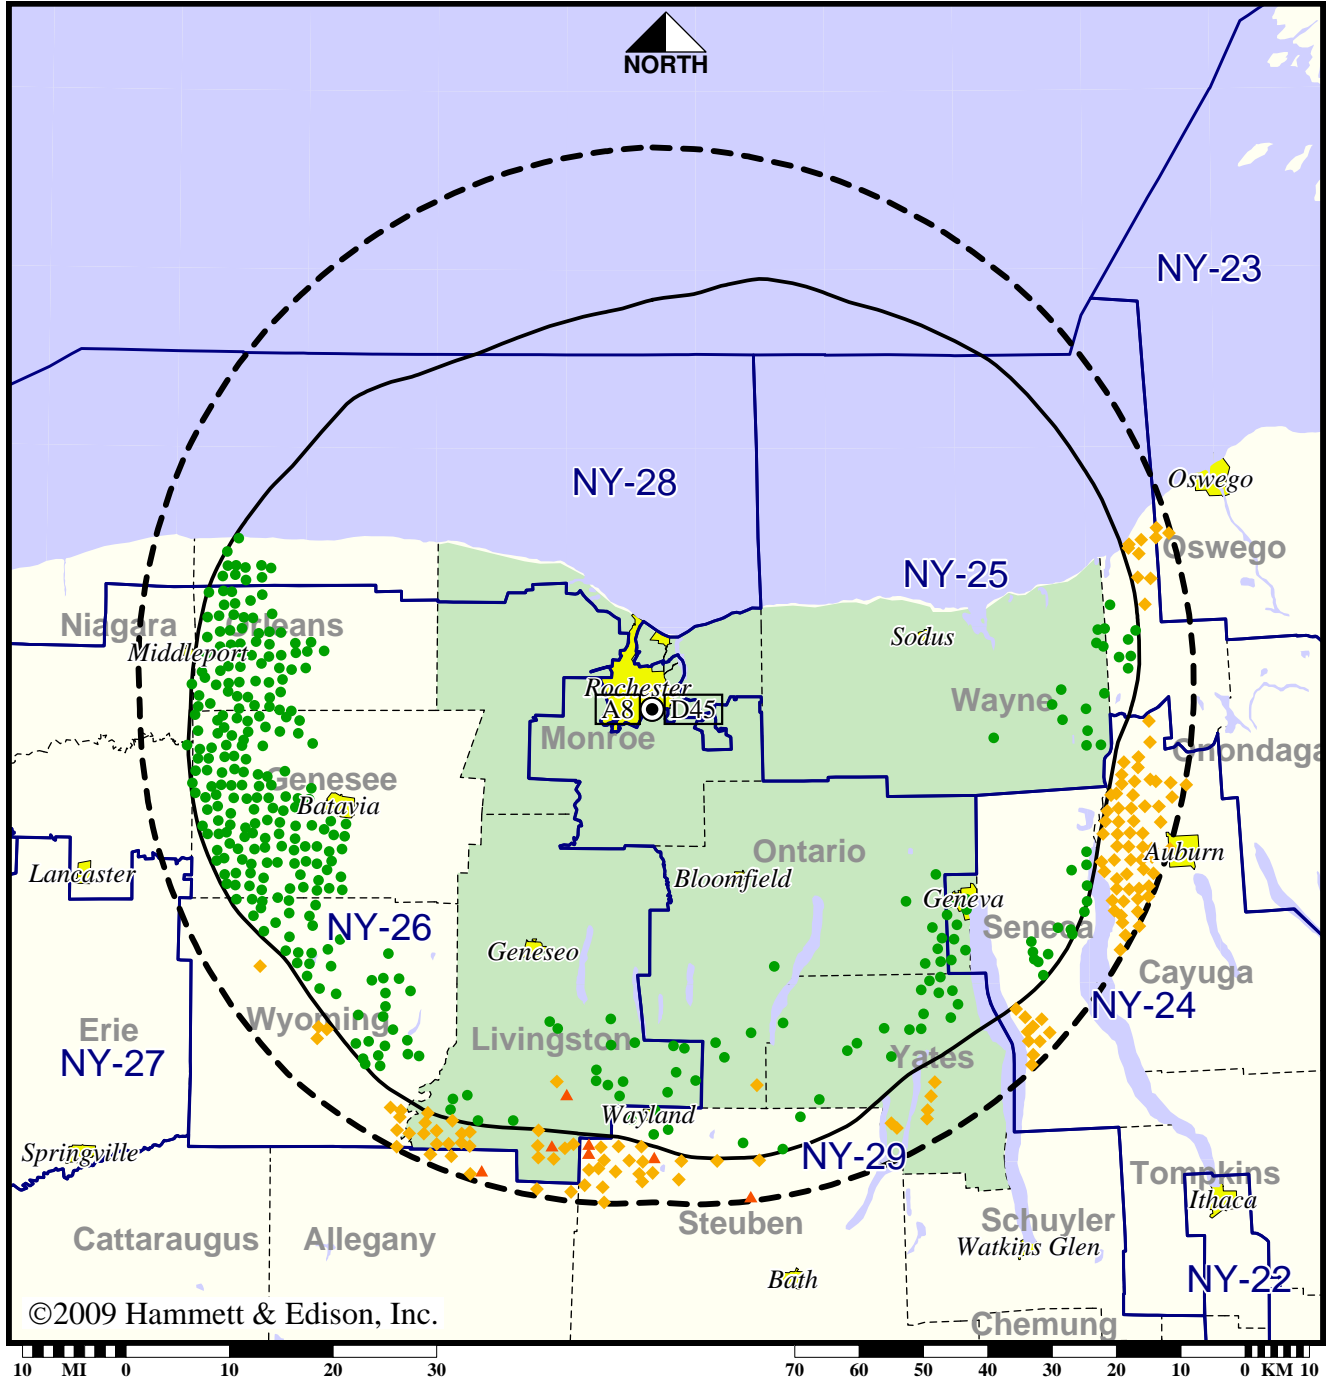 NORTH
NY-23
NY-28
Oswego
Oswego
NY-25
Niagara
Orleans
Middleport
Sodus
Rochester
A8
D45
Wayne
Monroe
Onondaga
Genesee
Batavia
Ontario
Auburn
Lancaster
Bloomfield
Geneva
NY-26
Seneca
Geneseo
Cayuga
NY-24
Wyoming
Erie
Livingston
NY-27
Yates
Wayland
Springville
NY-29
Tompkins
Ithaca
Steuben
Schuyler
Cattaraugus
Allegany
Watkins Glen
Bath
NY-22
©2009 Hammett & Edison, Inc.
Chemung
10 MI 0 10 20 30
70 60 50 40 30 20 10 0 KM 10